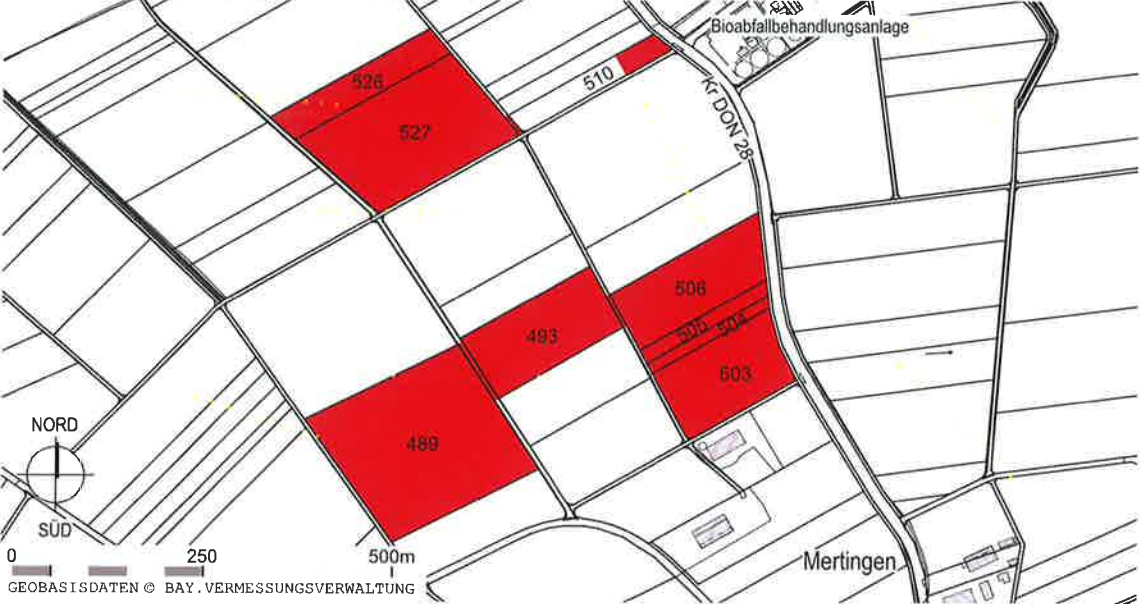 Bioabfallbehandlungsanlage
510
526
527
Kr DON 28
506
505 504
493
503
489
NORD
SÜD
0 250 500m
Mertingen
GEOBASISDATEN © BAY.VERMESSUNGSVERWALTUNG